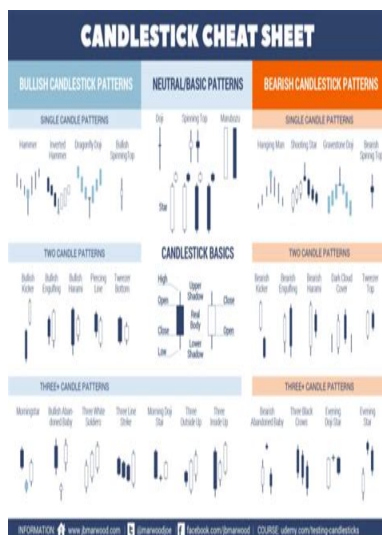 CANDLESTICK CHEAT SHEET
BULLISH CANDLESTICK PATTERNS
NEUTRAL/BASIC PATTERNS
BEARISH CANDLESTICK PATTERNS
SINGLE CANDLE PATTERNS
Hammer
Inverted Hammer
Dragonfly Doji
Bullish Spining Top
Doji
Spinning Top
Marubozu
Star
SINGLE CANDLE PATTERNS
Hanging Man
Shooting Star
Gravestone Doji
Bearish Spining Top
TWO CANDLE PATTERNS
Bullish Kicker
Bullish Engulfing
Bullish Harami
Piercing Line
Tweezer Bottom
CANDLESTICK BASICS
High
Upper Shadow
Open
Close
Real Body
Close
Open
Low
Lower Shadow
TWO CANDLE PATTERNS
Bearish Kicker
Bearish Engulfing
Bearish Harami
Dark Cloud Cover
Tweezer Top
THREE+ CANDLE PATTERNS
Morningstar
Bullish Aban-
doned Baby
Three White Soldiers
Three Line Strike
Morning Doji Star
Three Outside Up
Three Inside Up
THREE+ CANDLE PATTERNS
Bearish Abandoned Baby
Three Black Crows
Evening Doji Star
Evening Star
INFORMATION: www.jbmarwood.com | @marwoodjoe | facebook.com/jbmarwood | COURSE: udemy.com/testing-candlesticks